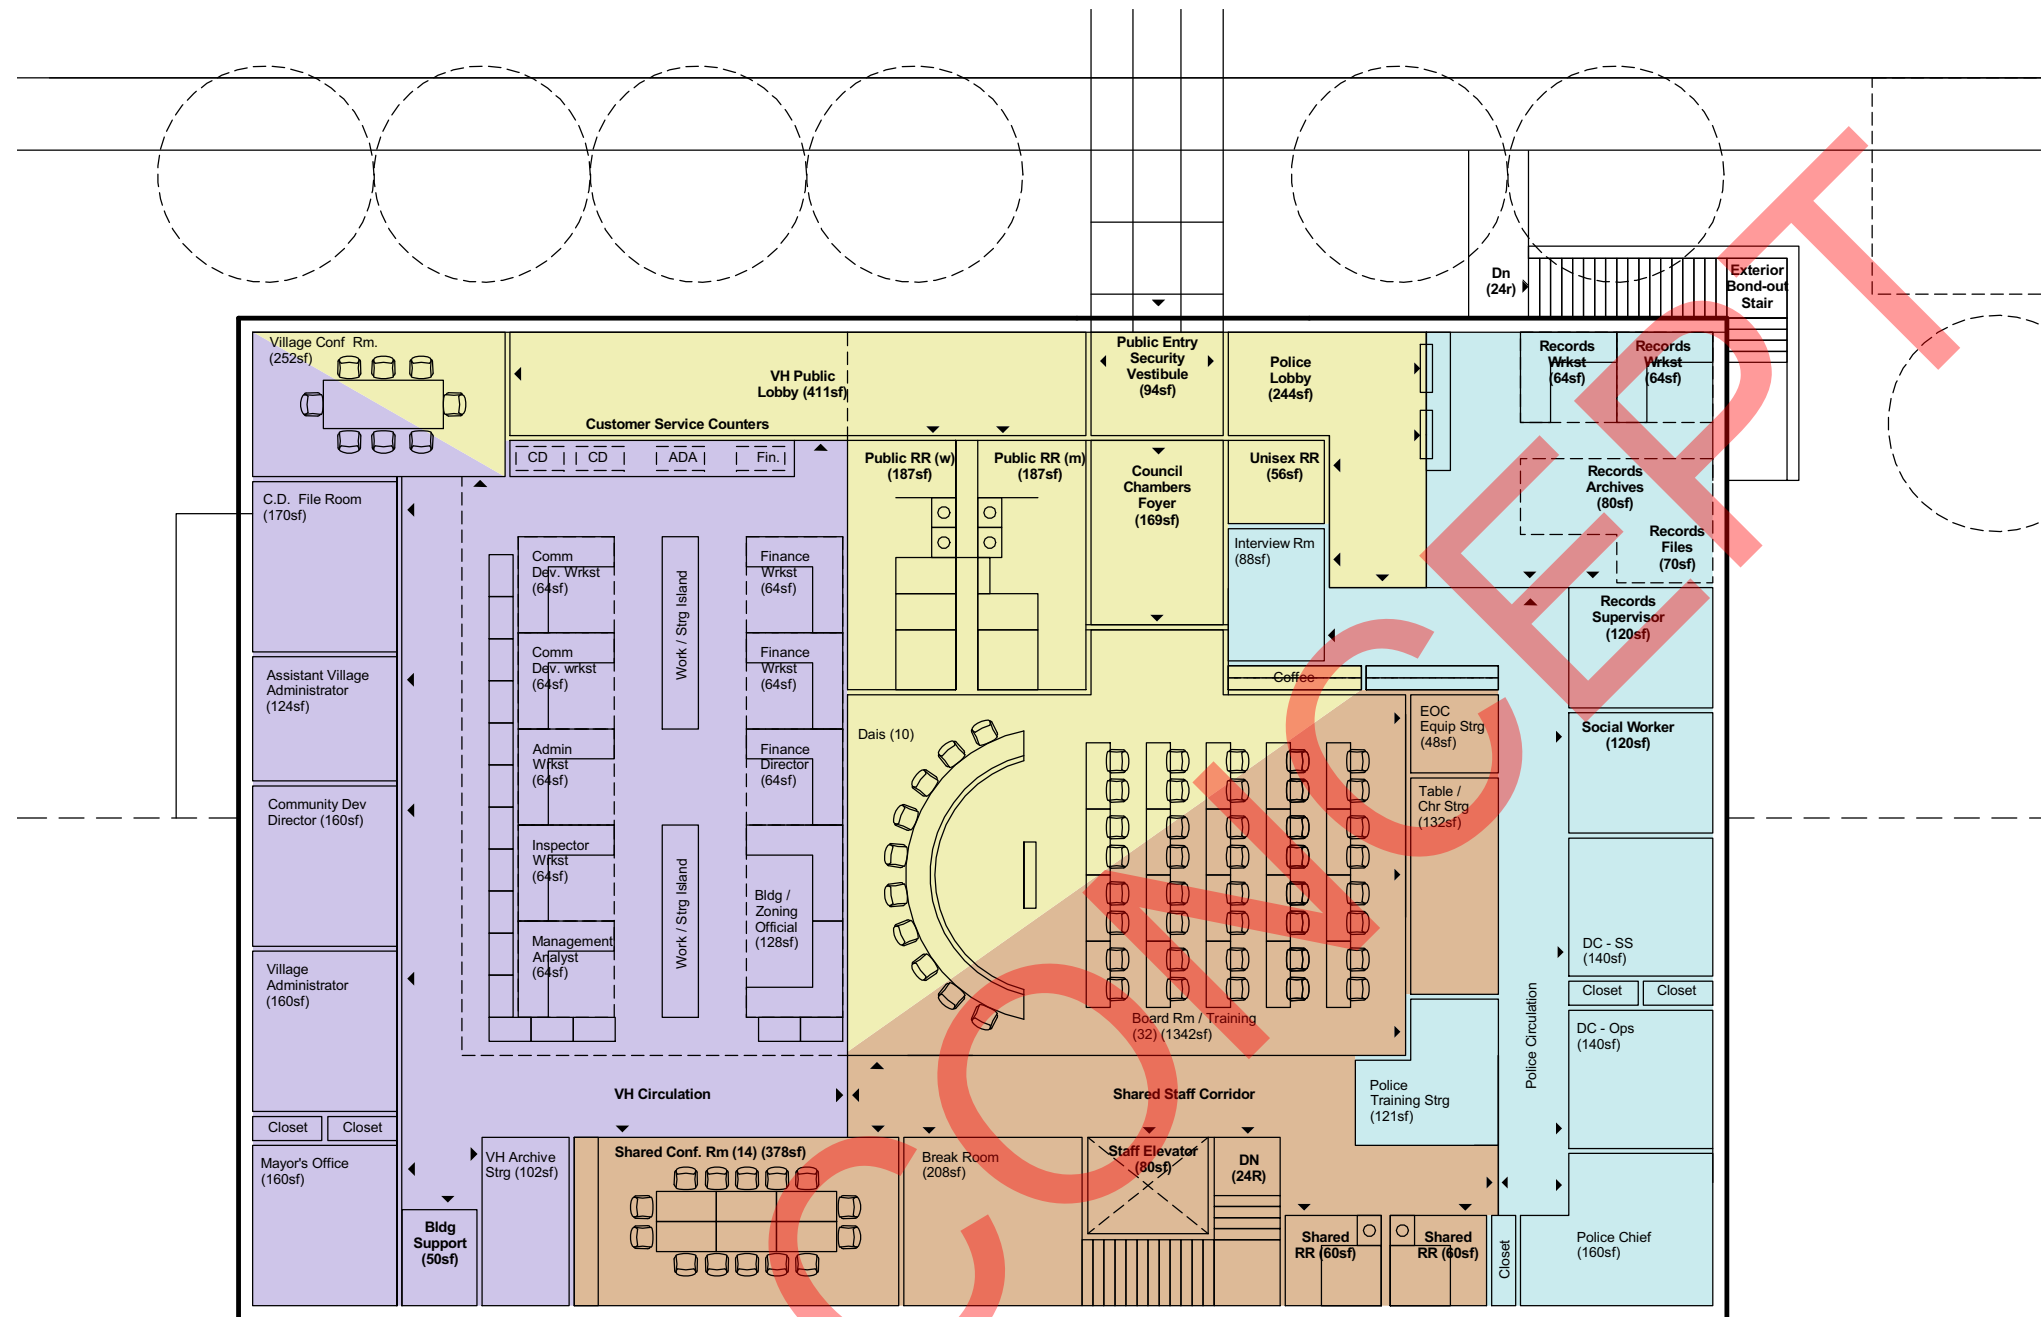 Dn
(24r)
Exterior
Bond-out
Stair
Village Conf  Rm.
(252sf)
VH Public
Lobby (411sf)
Customer Service Counters
CD
CD
ADA
Fin.
Public Entry
Security
Vestibule
(94sf)
Police
Lobby
(244sf)
Records
Wrkst
(64sf)
Records
Wrkst
(64sf)
Public RR (w)
(187sf)
Public RR (m)
(187sf)
Council
Chambers
Foyer
(169sf)
Unisex RR
(56sf)
Records
Archives
(80sf)
Records
Files
(70sf)
C.D.  File Room
(170sf)
Interview Rm
(88sf)
Comm
Dev. Wrkst
(64sf)
Work / Strg Island
Finance
Wrkst
(64sf)
Records
Supervisor
(120sf)
Assistant Village
Administrator
(124sf)
Comm
Dev. wrkst
(64sf)
Finance
Wrkst
(64sf)
Coffee
EOC
Equip Strg
(48sf)
Social Worker
(120sf)
Dais (10)
Admin
Wrkst
(64sf)
Finance
Director
(64sf)
Community Dev
Director (160sf)
Table /
Chr Strg
(132sf)
Inspector
Wrkst
(64sf)
Work / Strg Island
Bldg /
Zoning
Official
(128sf)
Management
Analyst
(64sf)
DC - SS
(140sf)
Closet
Closet
Village
Administrator
(160sf)
Board Rm / Training
(32) (1342sf)
DC - Ops
(140sf)
Police Circulation
VH Circulation
Shared Staff Corridor
Police
Training Strg
(121sf)
Closet
Closet
Mayor's Office
(160sf)
VH Archive
Strg (102sf)
Shared Conf. Rm (14) (378sf)
Break Room
(208sf)
Staff Elevator
(80sf)
DN
(24R)
Bldg
Support
(50sf)
Shared
RR (60sf)
Shared
RR (60sf)
Closet
Police Chief
(160sf)
CONCEPT